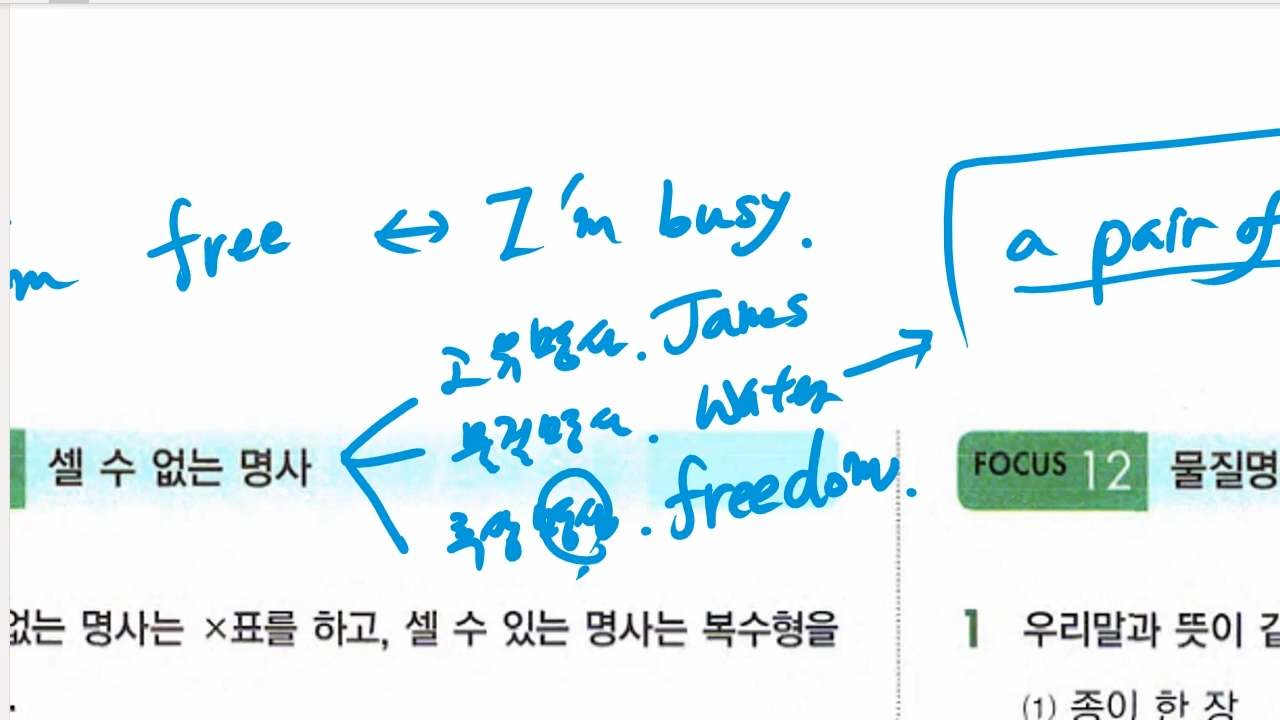 free ↔ I'm busy.
a pair of
고유명사. James
물질명사. water →
추상명사. freedom.
셀 수 없는 명사
FOCUS 12 물질명
없는 명사는 ×표를 하고, 셀 수 있는 명사는 복수형을
1 우리말과 뜻이 같
(1) 종이 한 장